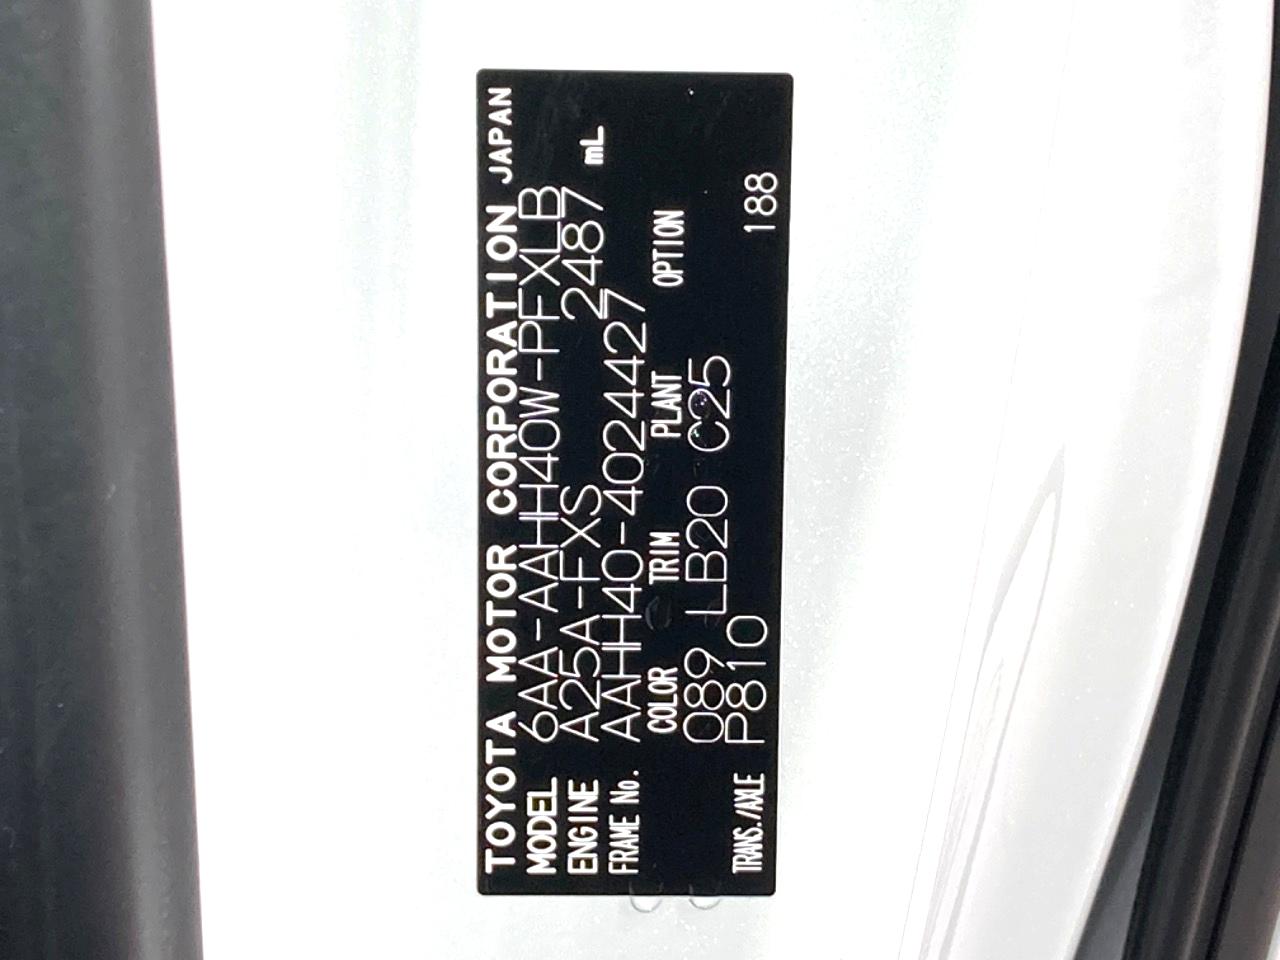 TOYOTA MOTOR CORPORATION JAPAN
MODEL 6AA-AAHH40W-PFXLB
ENGINE A25A-FXS 2487 mL
FRAME No. AAHH40-4024427
COLOR TRIM PLANT OPTION
089 LB20 C25
TRANS./AXLE P810 188